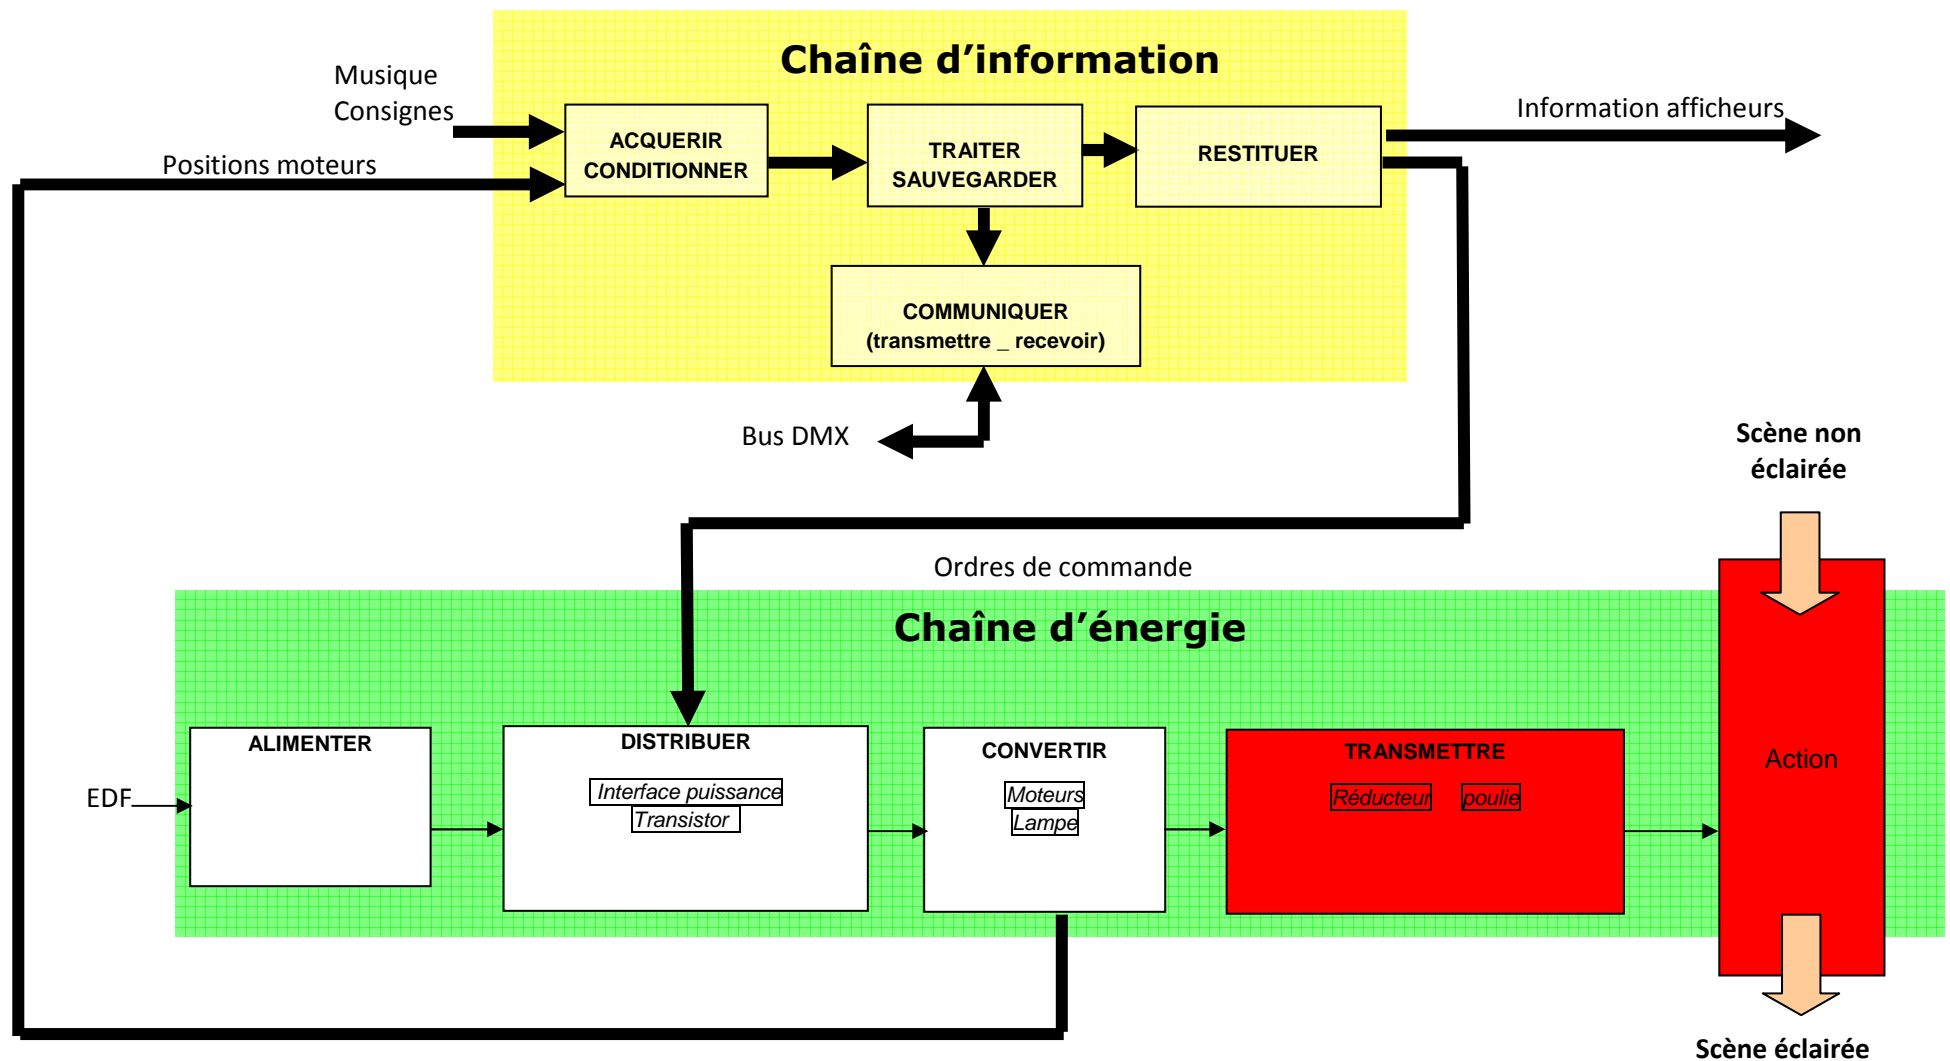 Chaîne d’information
Musique
Consignes
Positions moteurs
ACQUERIR
CONDITIONNER
TRAITER
SAUVEGARDER
RESTITUER
Information afficheurs
COMMUNIQUER
(transmettre _ recevoir)
Bus DMX
Scène non
éclairée
Ordres de commande
Chaîne d’énergie
EDF
ALIMENTER
DISTRIBUER
Interface puissance
Transistor
CONVERTIR
Moteurs
Lampe
TRANSMETTRE
Réducteur poulie
Action
Scène éclairée